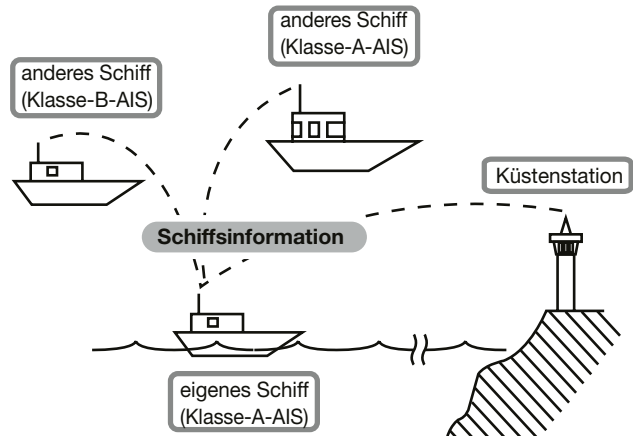 anderes Schiff
(Klasse-A-AIS)
anderes Schiff
(Klasse-B-AIS)
Küstenstation
Schiffsinformation
eigenes Schiff
(Klasse-A-AIS)